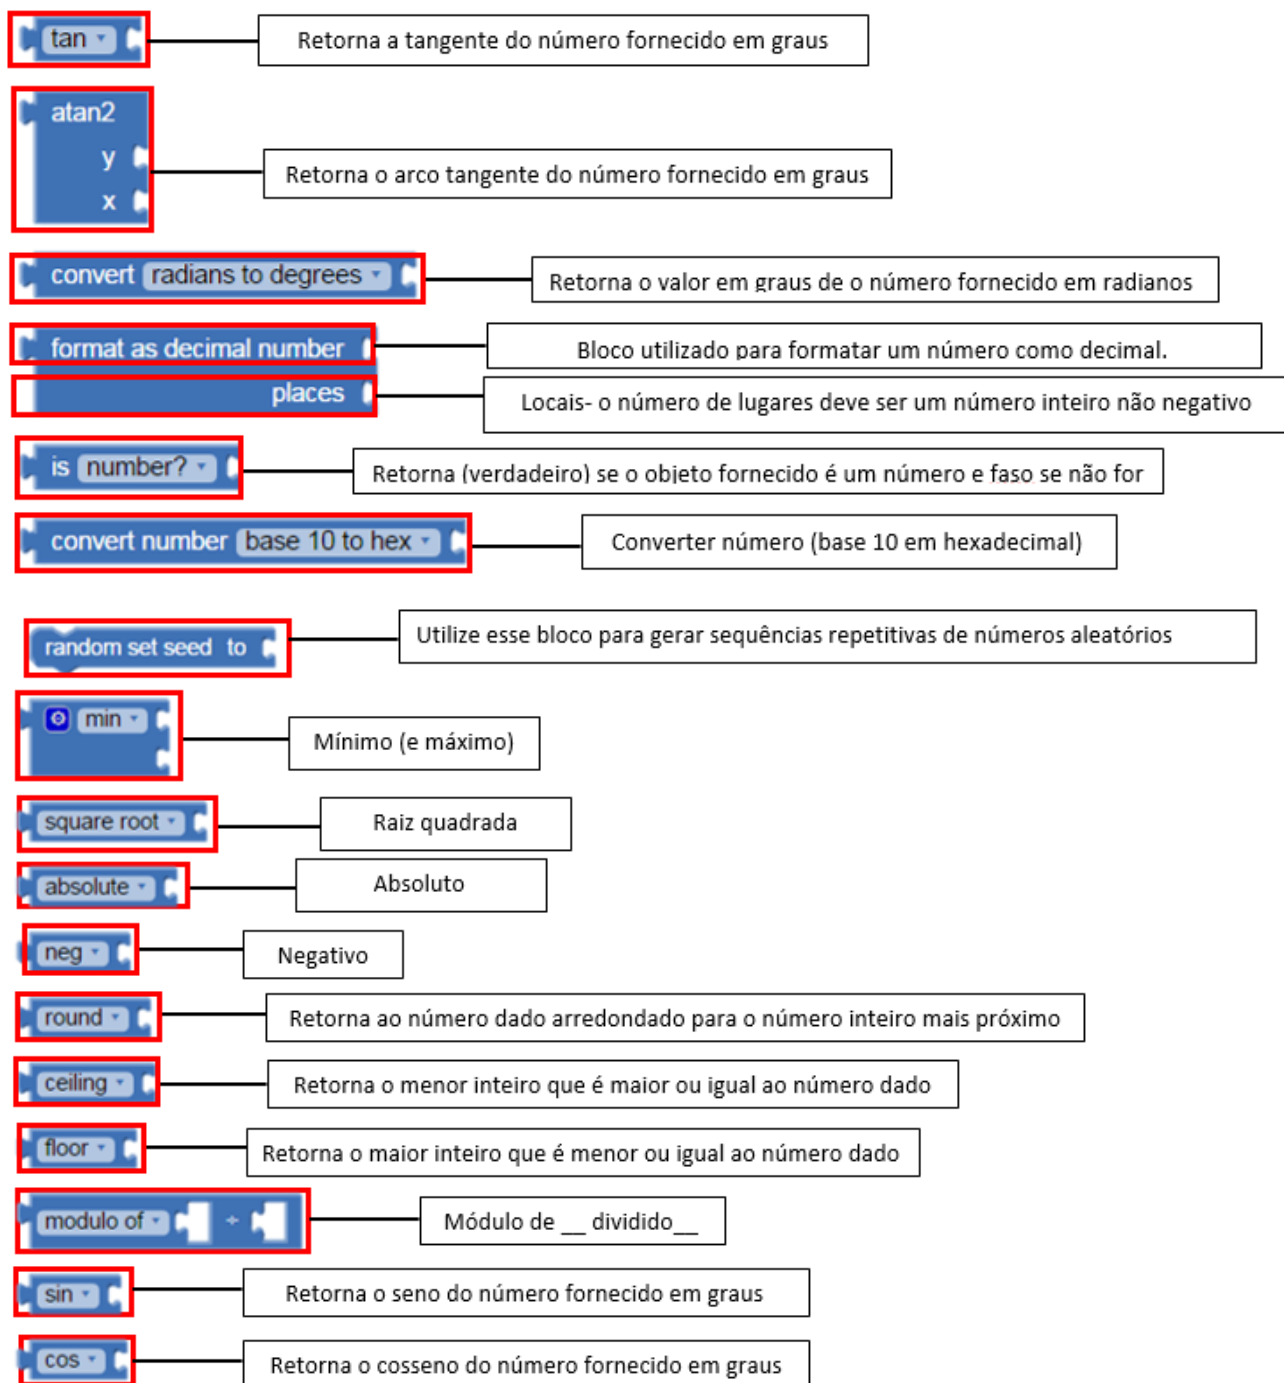 tan
Retorna a tangente do número fornecido em graus
atan2
y
x
Retorna o arco tangente do número fornecido em graus
convert radians to degrees
Retorna o valor em graus de o número fornecido em radianos
format as decimal number
Bloco utilizado para formatar um número como decimal.
places
Locais- o número de lugares deve ser um número inteiro não negativo
is number?
Retorna (verdadeiro) se o objeto fornecido é um número e faso se não for
convert number base 10 to hex
Converter número (base 10 em hexadecimal)
random set seed to
Utilize esse bloco para gerar sequências repetitivas de números aleatórios
min
Mínimo (e máximo)
square root
Raiz quadrada
absolute
Absoluto
neg
Negativo
round
Retorna ao número dado arredondado para o número inteiro mais próximo
ceiling
Retorna o menor inteiro que é maior ou igual ao número dado
floor
Retorna o maior inteiro que é menor ou igual ao número dado
modulo of ÷
Módulo de __ dividido__
sin
Retorna o seno do número fornecido em graus
cos
Retorna o cosseno do número fornecido em graus